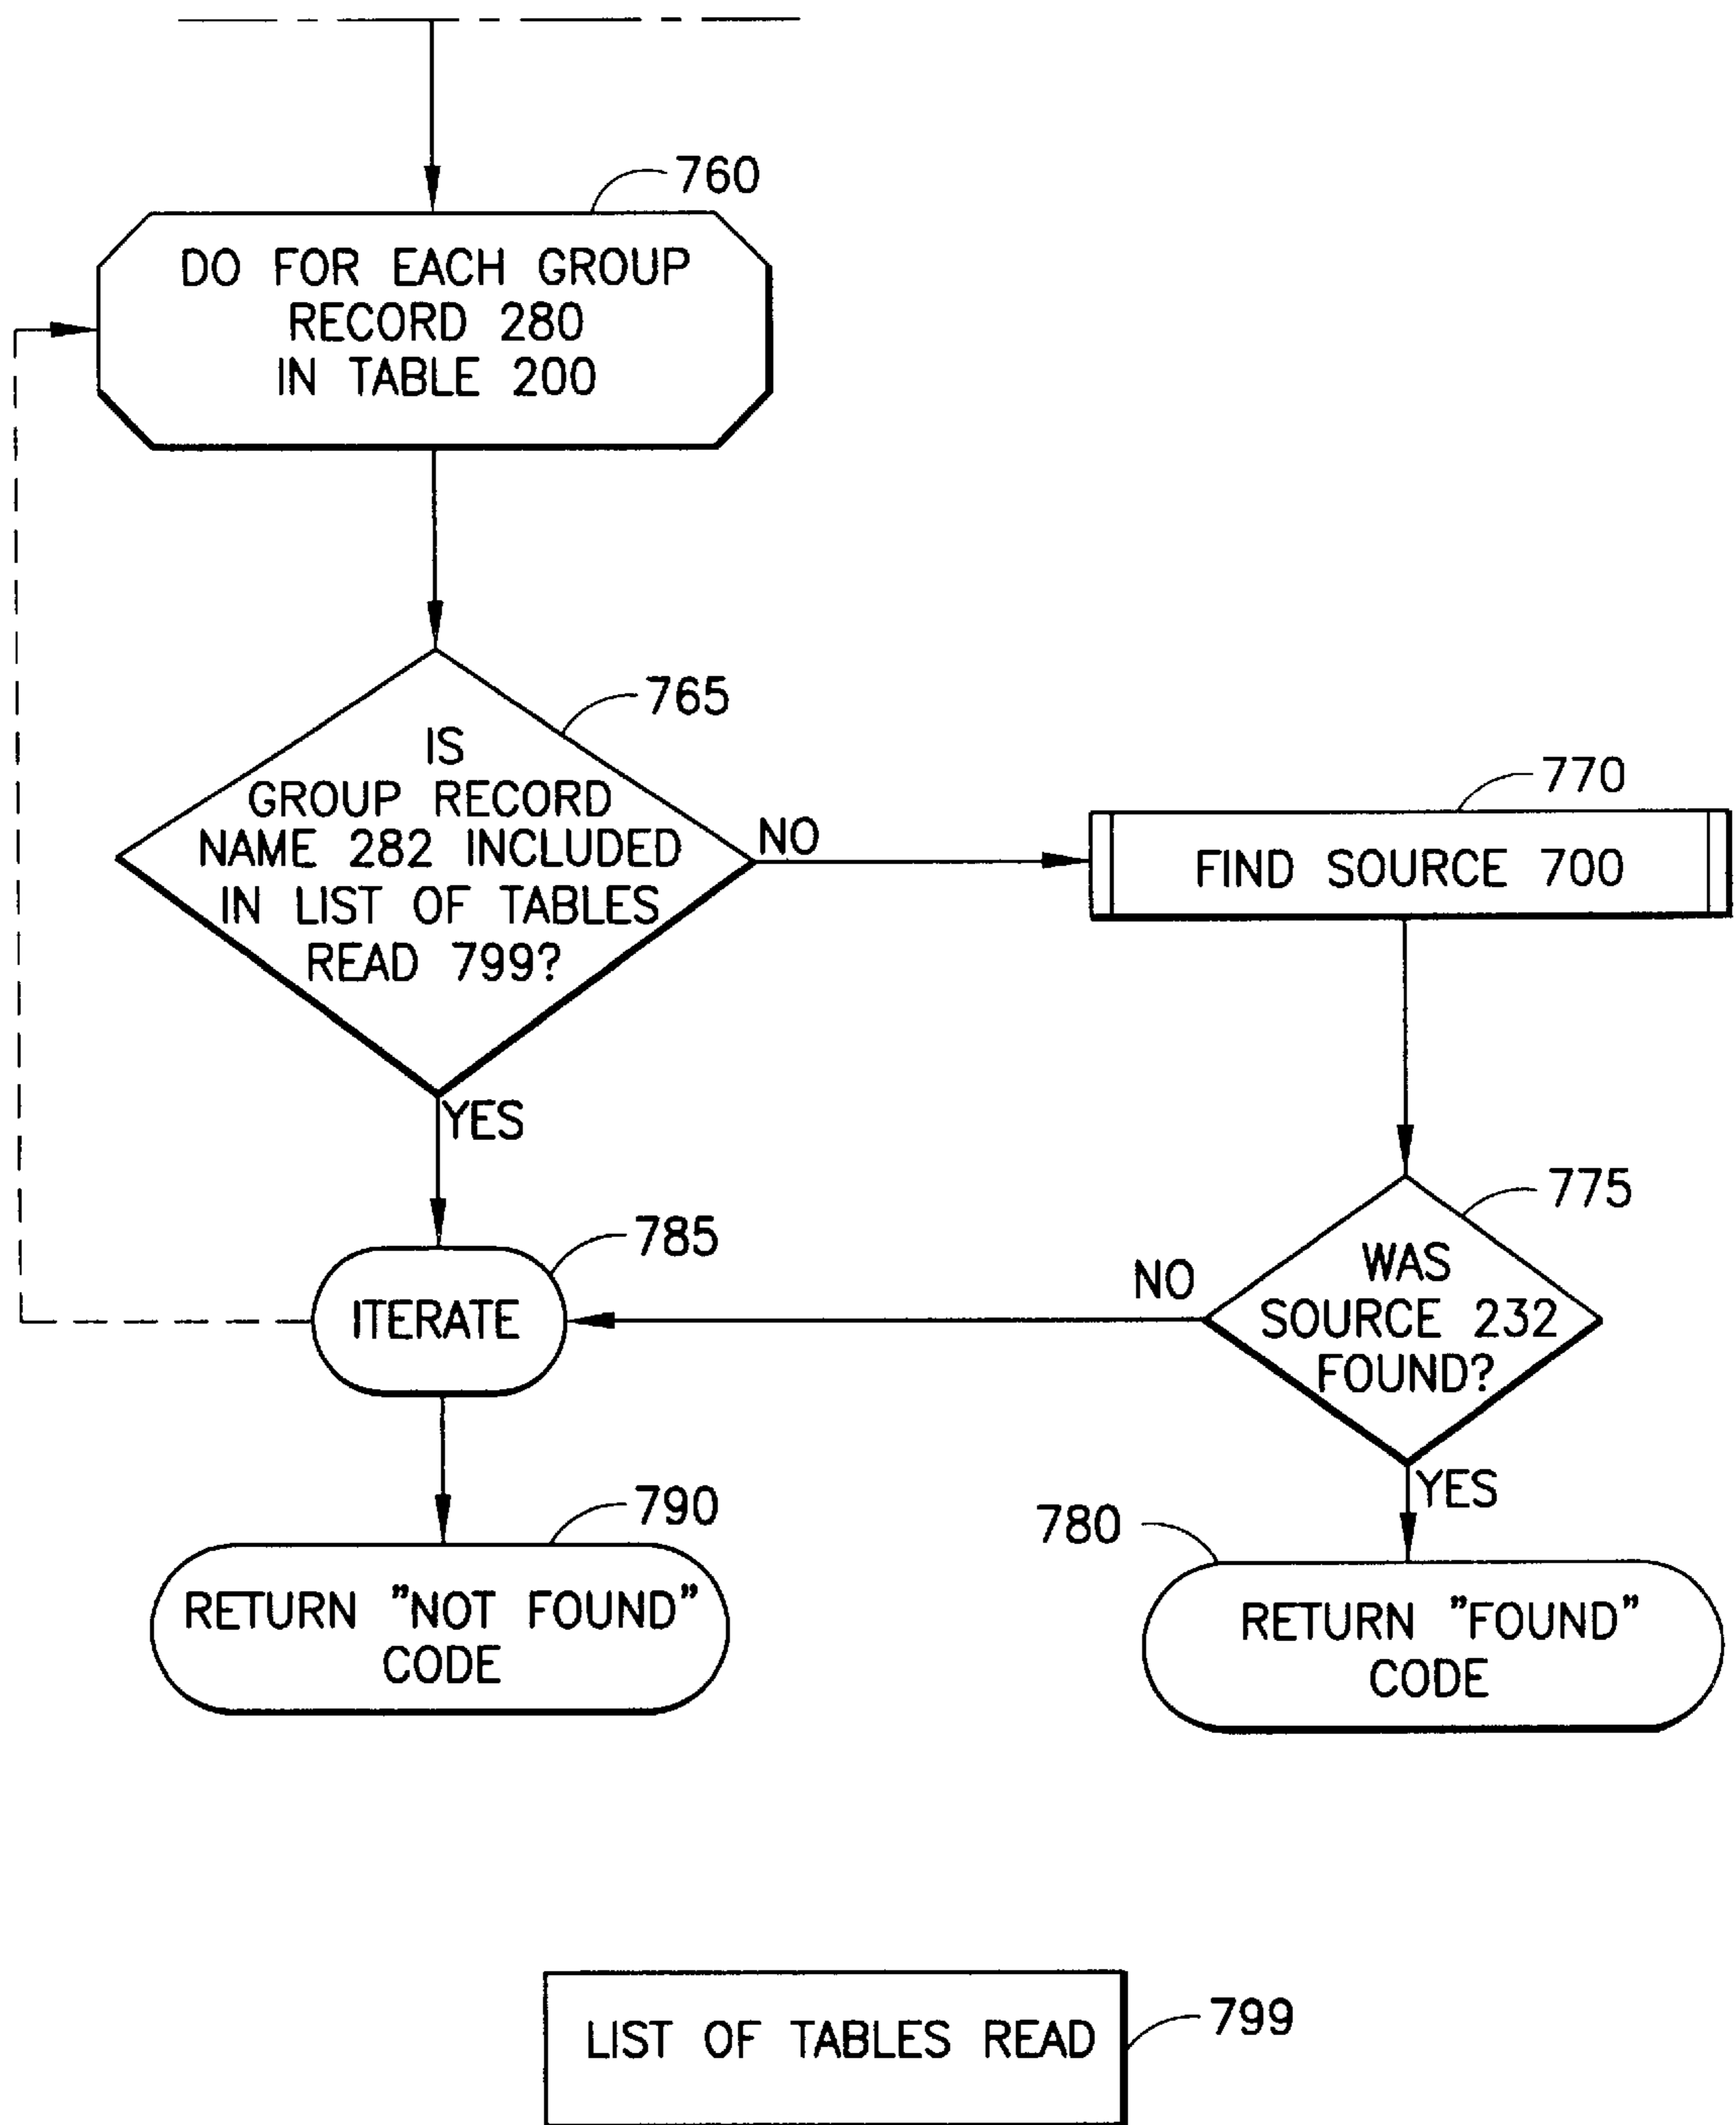 760
DO FOR EACH GROUP
RECORD 280
IN TABLE 200
765
IS
GROUP RECORD
NAME 282 INCLUDED
IN LIST OF TABLES
READ 799?
NO
770
FIND SOURCE 700
YES
775
WAS
SOURCE 232
FOUND?
NO
785
ITERATE
YES
790
RETURN "NOT FOUND"
CODE
780
RETURN "FOUND"
CODE
LIST OF TABLES READ
799